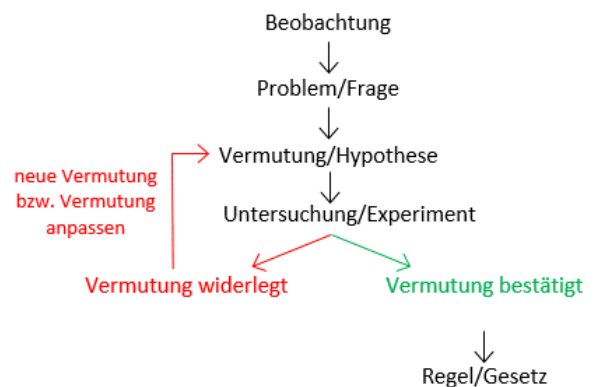 Beobachtung
Problem/Frage
Vermutung/Hypothese
neue Vermutung
bzw. Vermutung
anpassen
Untersuchung/Experiment
Vermutung widerlegt
Vermutung bestätigt
Regel/Gesetz